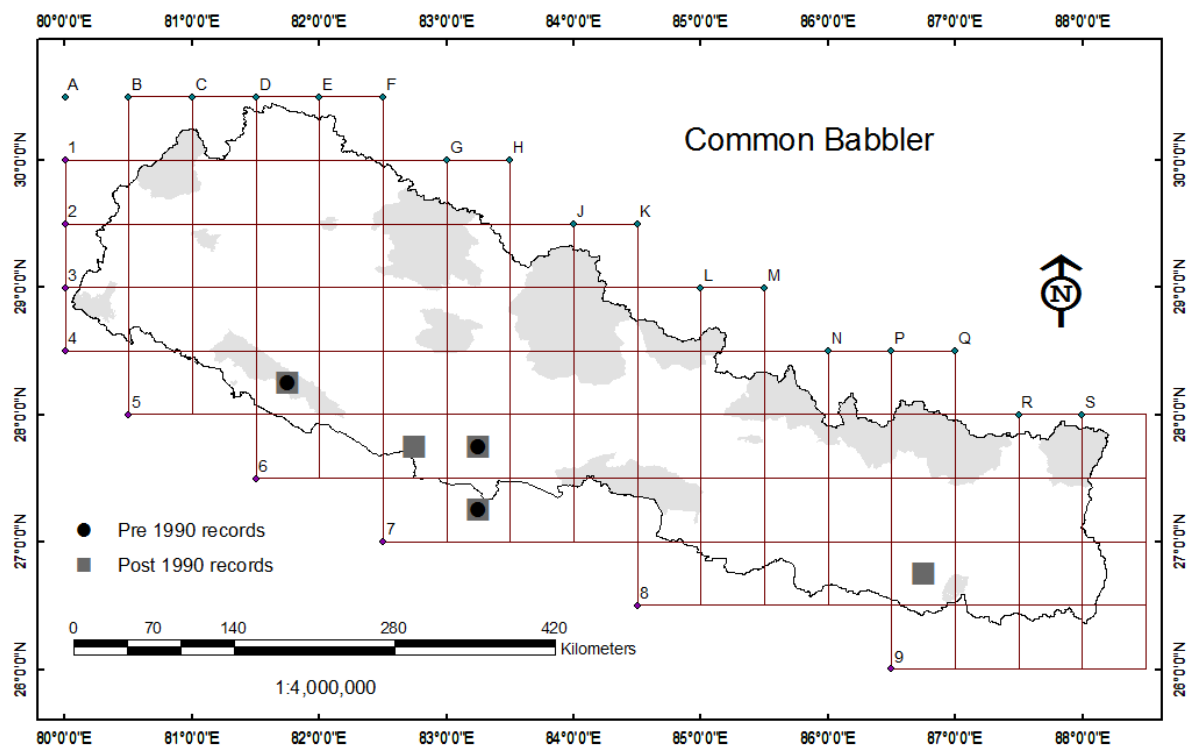 80°0'0"E 81°0'0"E 82°0'0"E 83°0'0"E 84°0'0"E 85°0'0"E 86°0'0"E 87°0'0"E 88°0'0"E
A B C D E F
Common Babbler
1 G H
30°0'0"N 30°0'0"N
2 J K
3 L M
29°0'0"N 29°0'0"N
N
4 N P Q
5 R S
28°0'0"N 28°0'0"N
6
Pre 1990 records
7
27°0'0"N 27°0'0"N
Post 1990 records
8
0 70 140 280 420
Kilometers
9
26°0'0"N 26°0'0"N
1:4,000,000
80°0'0"E 81°0'0"E 82°0'0"E 83°0'0"E 84°0'0"E 85°0'0"E 86°0'0"E 87°0'0"E 88°0'0"E